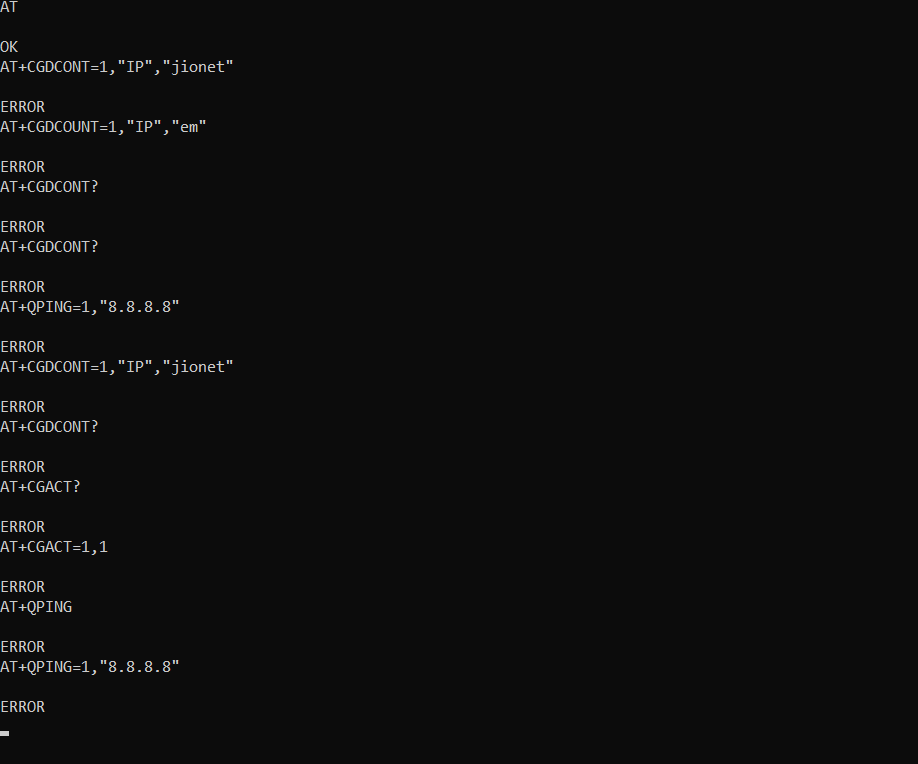 AT
OK
AT+CGDCONT=1,"IP","jionet"
ERROR
AT+CGDCOUNT=1,"IP","em"
ERROR
AT+CGDCONT?
ERROR
AT+CGDCONT?
ERROR
AT+QPING=1,"8.8.8.8"
ERROR
AT+CGDCONT=1,"IP","jionet"
ERROR
AT+CGDCONT?
ERROR
AT+CGACT?
ERROR
AT+CGACT=1,1
ERROR
AT+QPING
ERROR
AT+QPING=1,"8.8.8.8"
ERROR